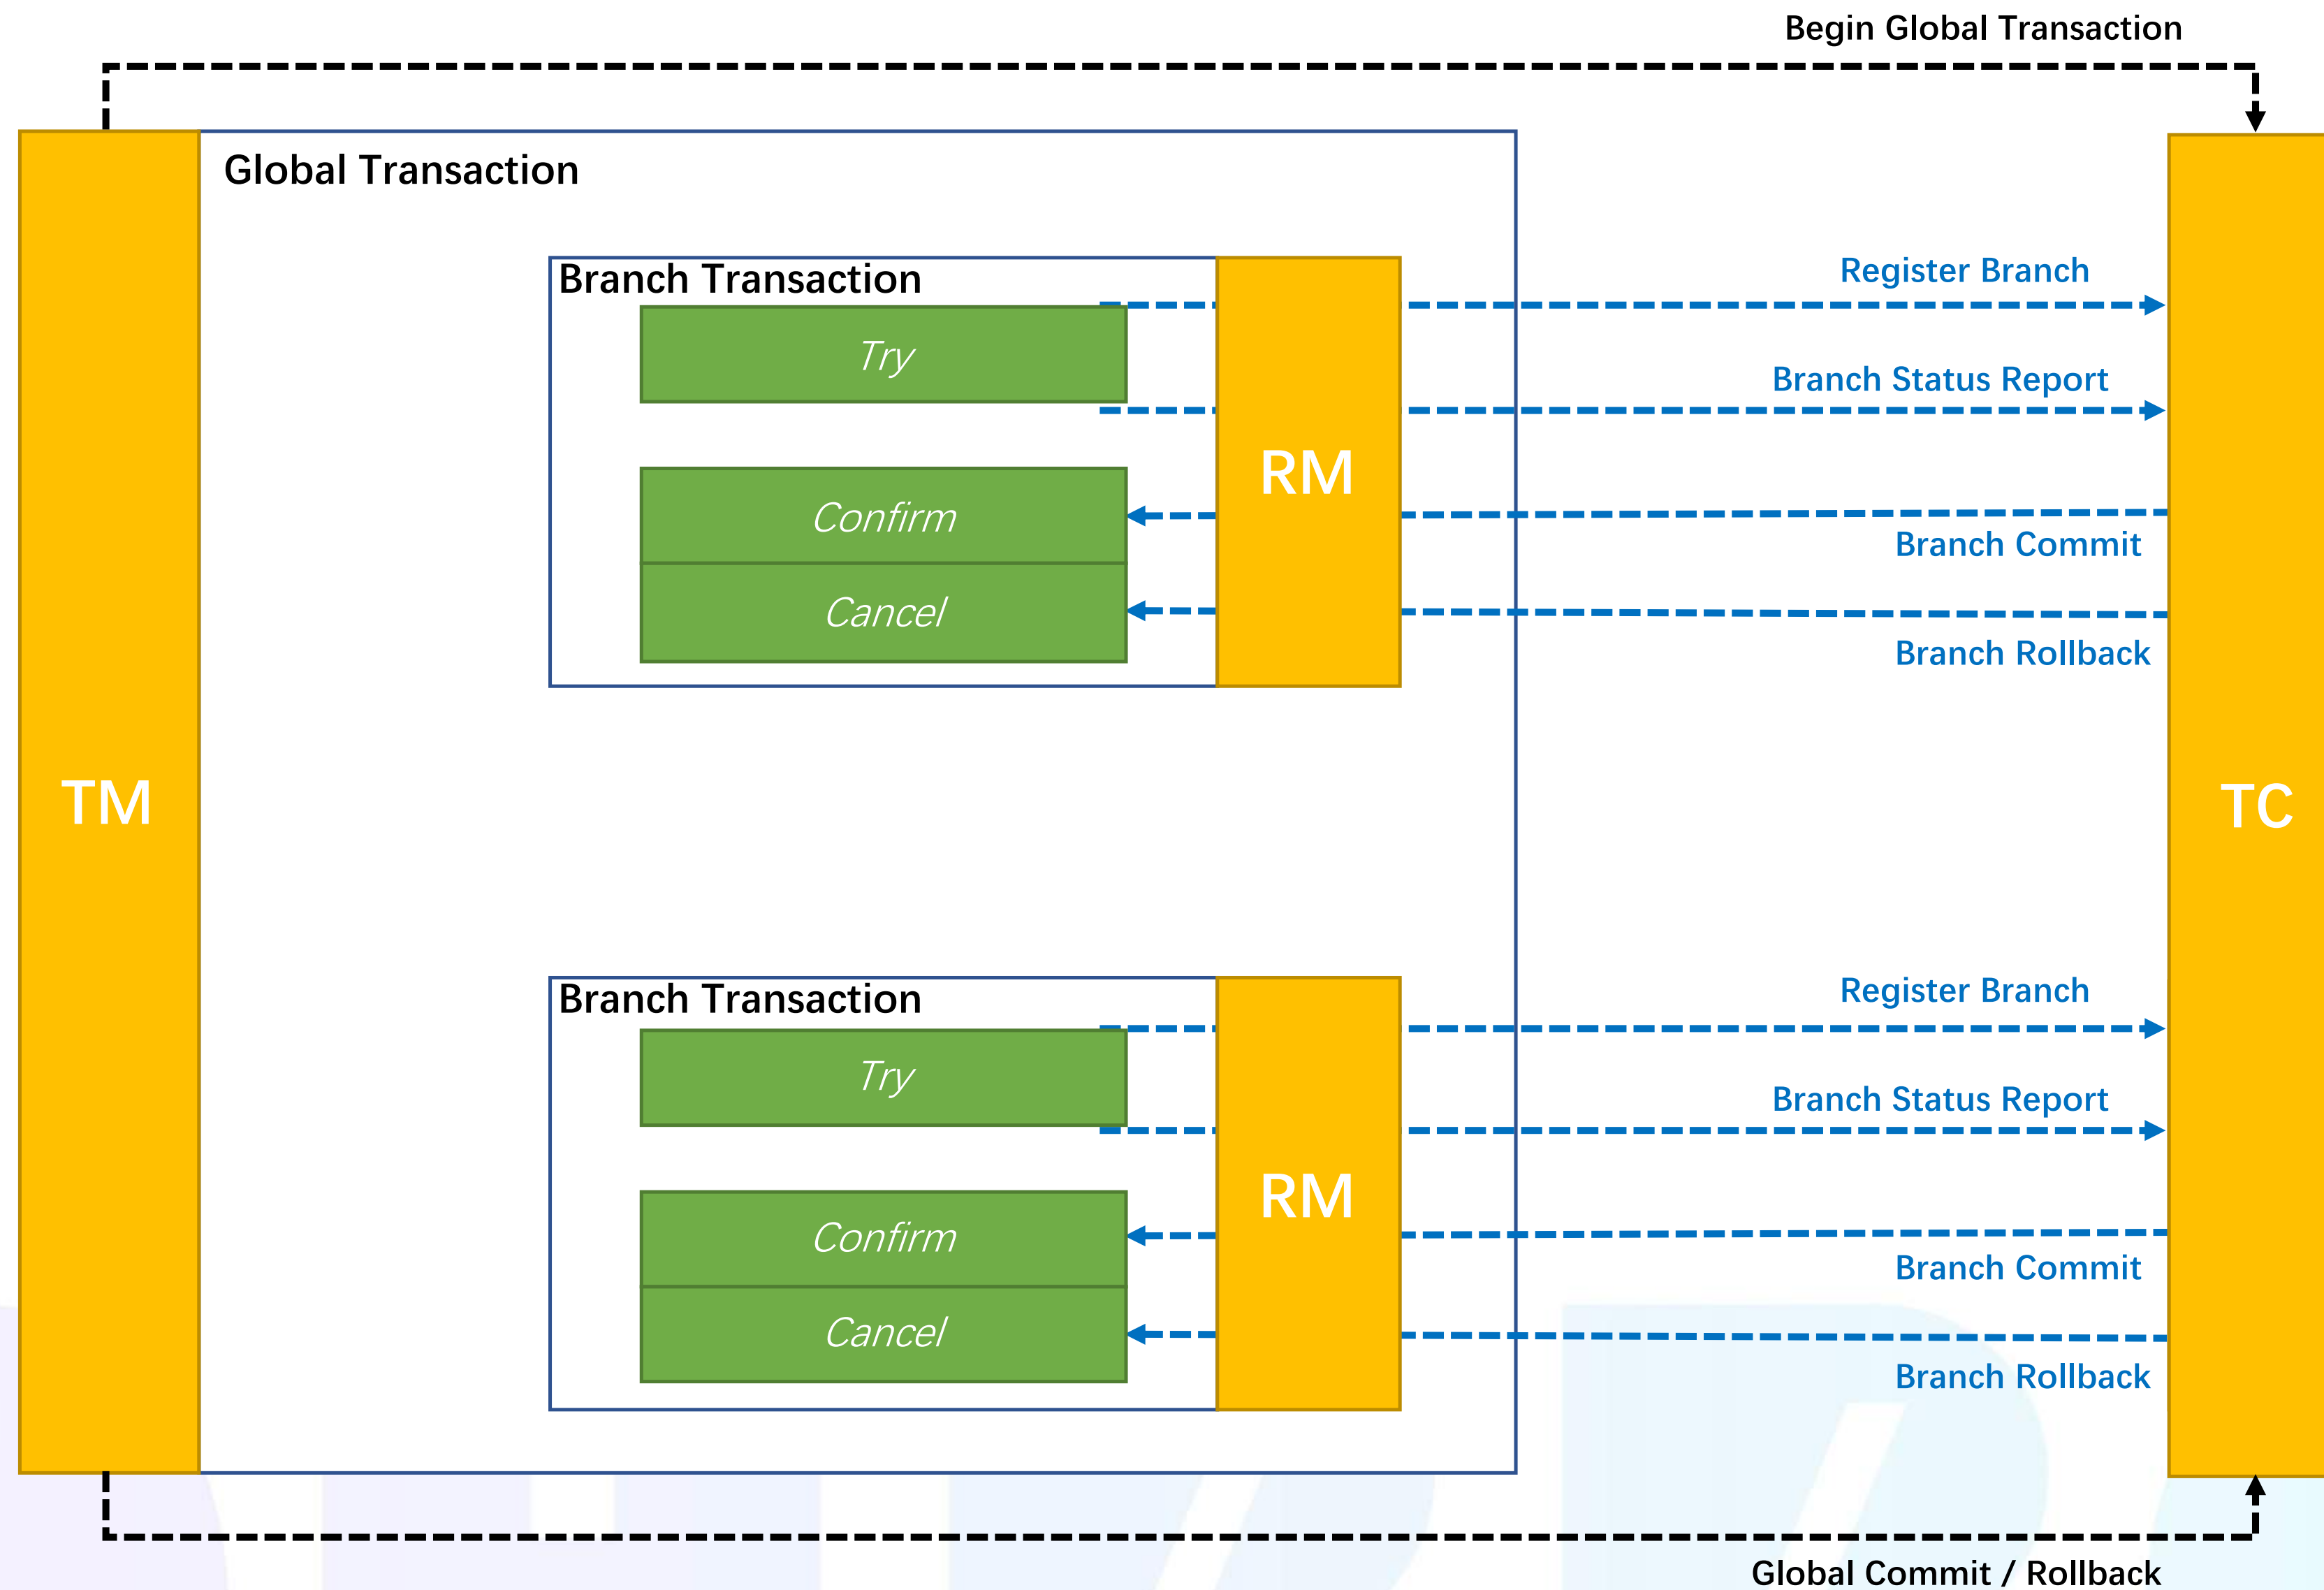 Begin Global Transaction
Global Transaction
Branch Transaction
Register Branch
Try
Branch Status Report
RM
Confirm
Branch Commit
Cancel
Branch Rollback
TM
TC
Branch Transaction
Register Branch
Try
Branch Status Report
RM
Confirm
Branch Commit
Cancel
Branch Rollback
Global Commit / Rollback